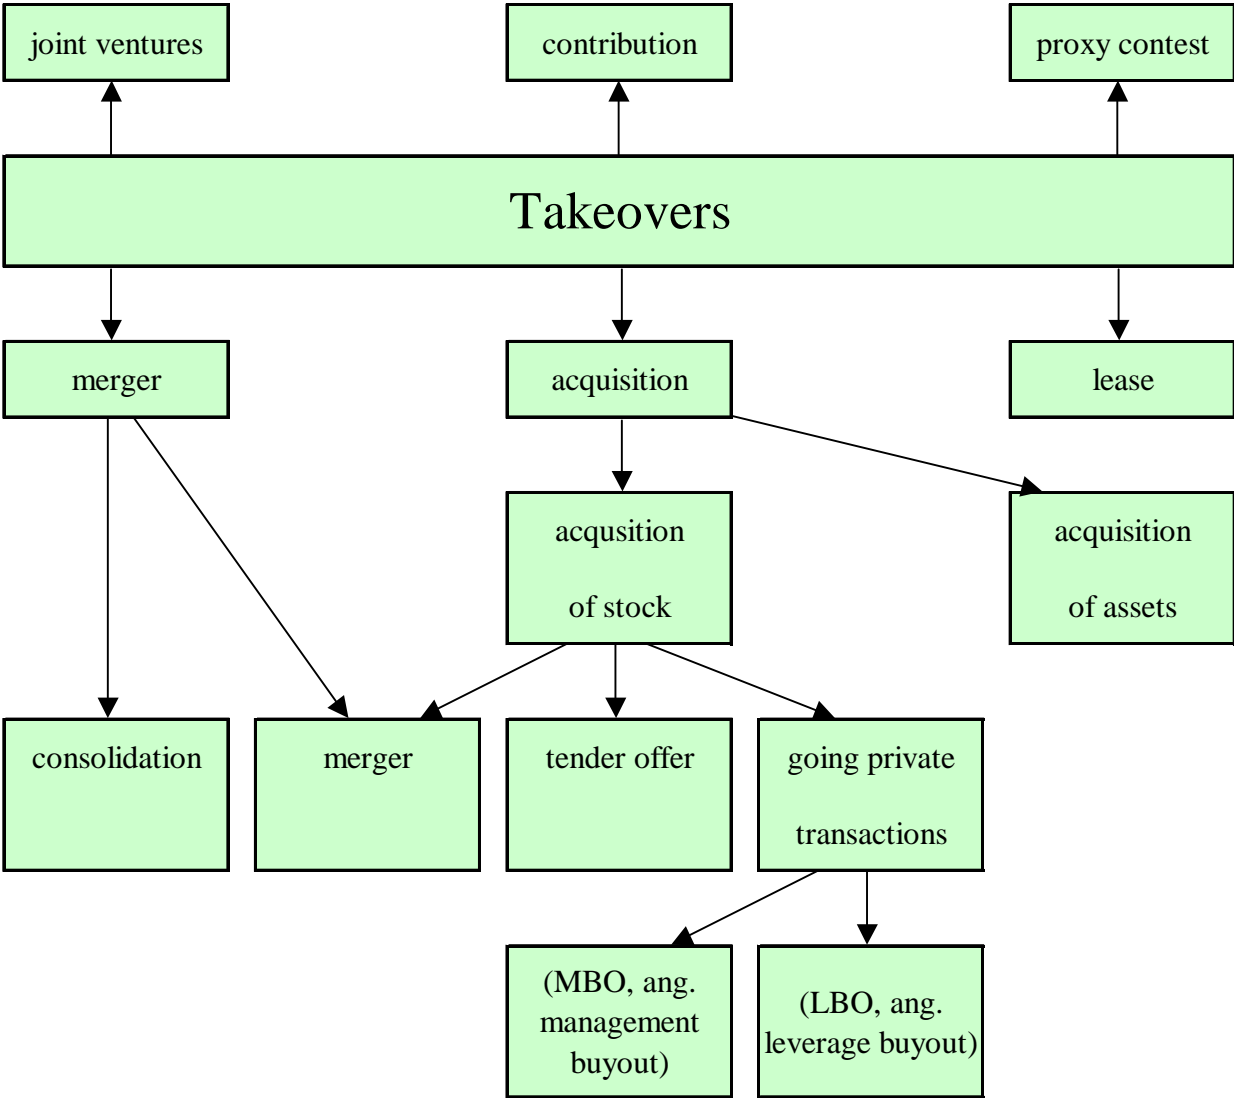 joint ventures
contribution
proxy contest
Takeovers
merger
acquisition
lease
acqusition
of stock
acquisition
of assets
consolidation
merger
tender offer
going private
transactions
(MBO, ang.
management
buyout)
(LBO, ang.
leverage buyout)